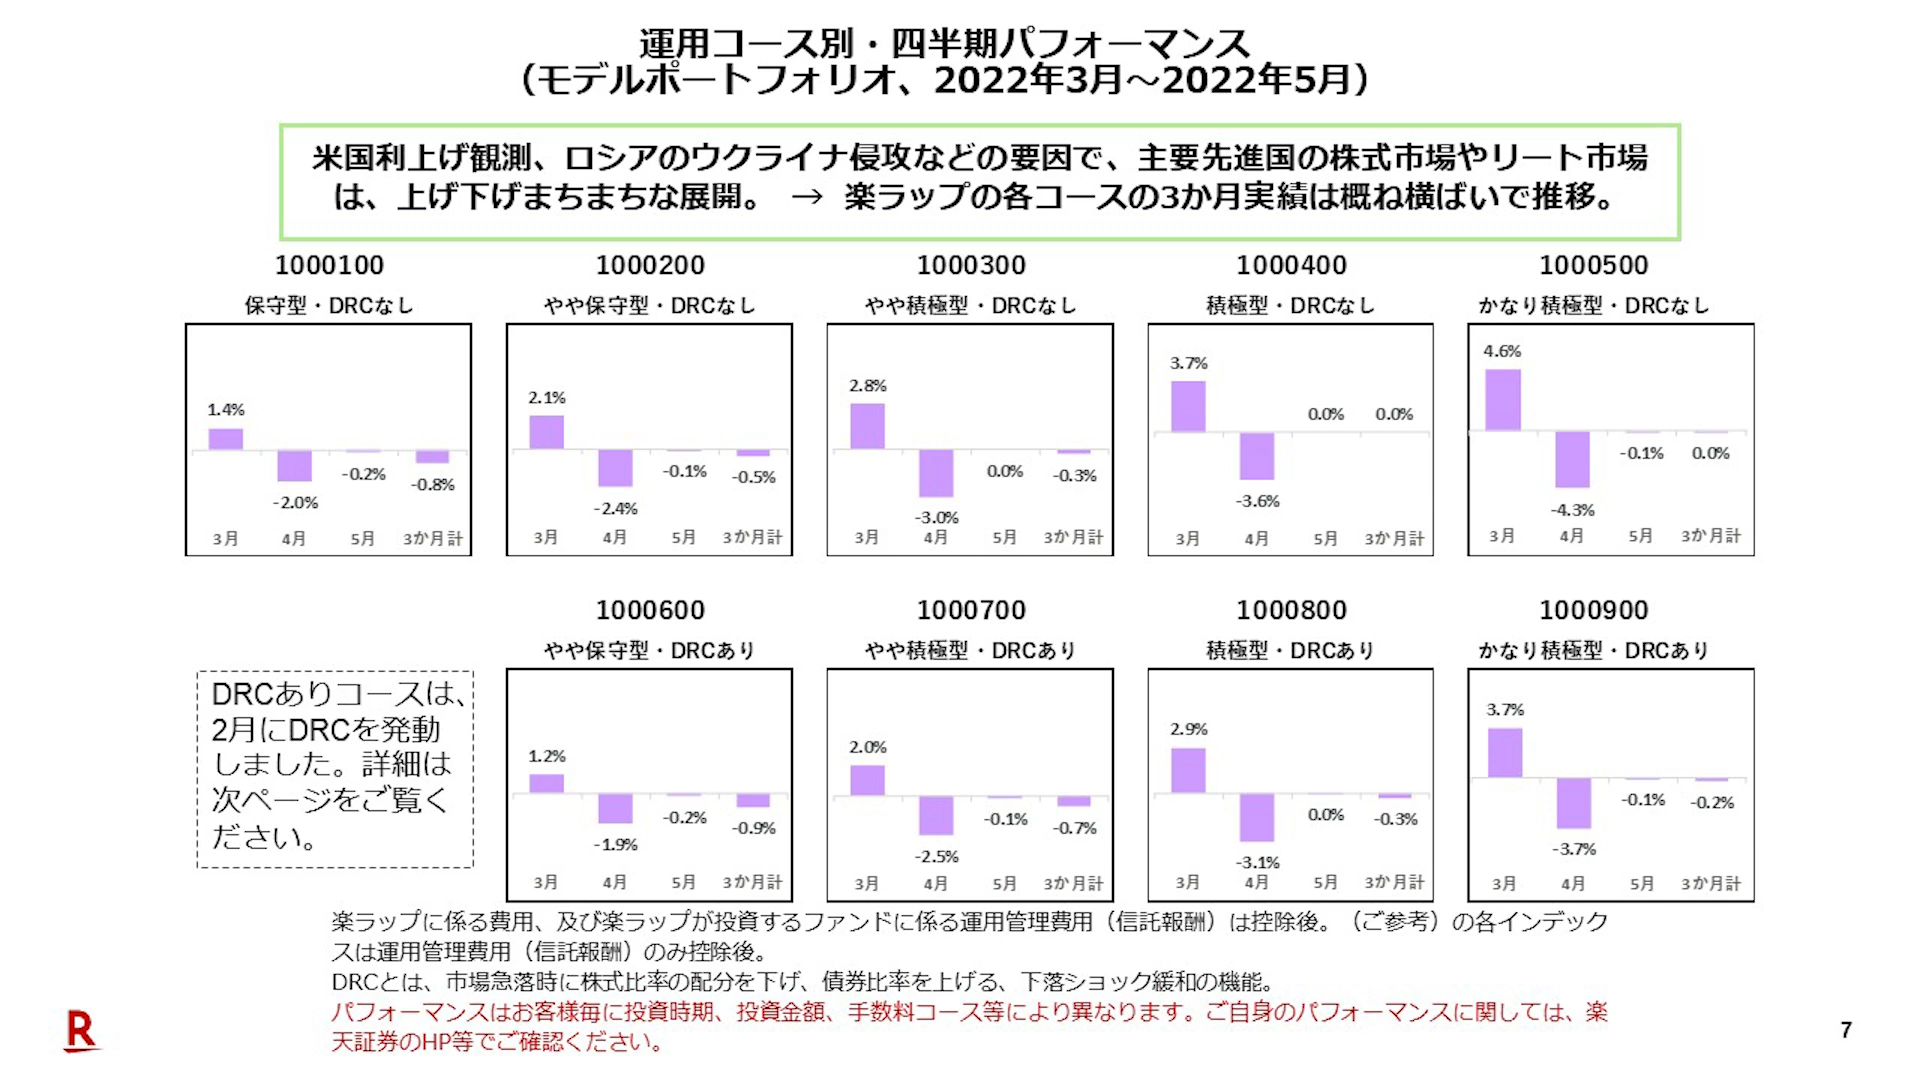 運用コース別・四半期パフォーマンス
（モデルポートフォリオ、2022年3月～2022年5月）
米国利上げ観測、ロシアのウクライナ侵攻などの要因で、主要先進国の株式市場やリート市場
は、上げ下げまちまちな展開。 → 楽ラップの各コースの3か月実績は概ね横ばいで推移。
1000100
保守型・DRCなし
1.4%
-2.0%
-0.2%
-0.8%
3月 4月 5月 3か月計
1000200
やや保守型・DRCなし
2.1%
-2.4%
-0.1%
-0.5%
3月 4月 5月 3か月計
1000300
やや積極型・DRCなし
2.8%
-3.0%
0.0%
-0.3%
3月 4月 5月 3か月計
1000400
積極型・DRCなし
3.7%
-3.6%
0.0%
0.0%
3月 4月 5月 3か月計
1000500
かなり積極型・DRCなし
4.6%
-4.3%
-0.1%
0.0%
3月 4月 5月 3か月計
DRCありコースは、
2月にDRCを発動
しました。詳細は
次ページをご覧く
ださい。
1000600
やや保守型・DRCあり
1.2%
-1.9%
-0.2%
-0.9%
3月 4月 5月 3か月計
1000700
やや積極型・DRCあり
2.0%
-2.5%
-0.1%
-0.7%
3月 4月 5月 3か月計
1000800
積極型・DRCあり
2.9%
-3.1%
0.0%
-0.3%
3月 4月 5月 3か月計
1000900
かなり積極型・DRCあり
3.7%
-3.7%
-0.1%
-0.2%
3月 4月 5月 3か月計
楽ラップに係る費用、及び楽ラップが投資するファンドに係る運用管理費用（信託報酬）は控除後。（ご参考）の各インデック
スは運用管理費用（信託報酬）のみ控除後。
DRCとは、市場急落時に株式比率の配分を下げ、債券比率を上げる、下落ショック緩和の機能。
パフォーマンスはお客様毎に投資時期、投資金額、手数料コース等により異なります。ご自身のパフォーマンスに関しては、楽
天証券のHP等でご確認ください。
R
7